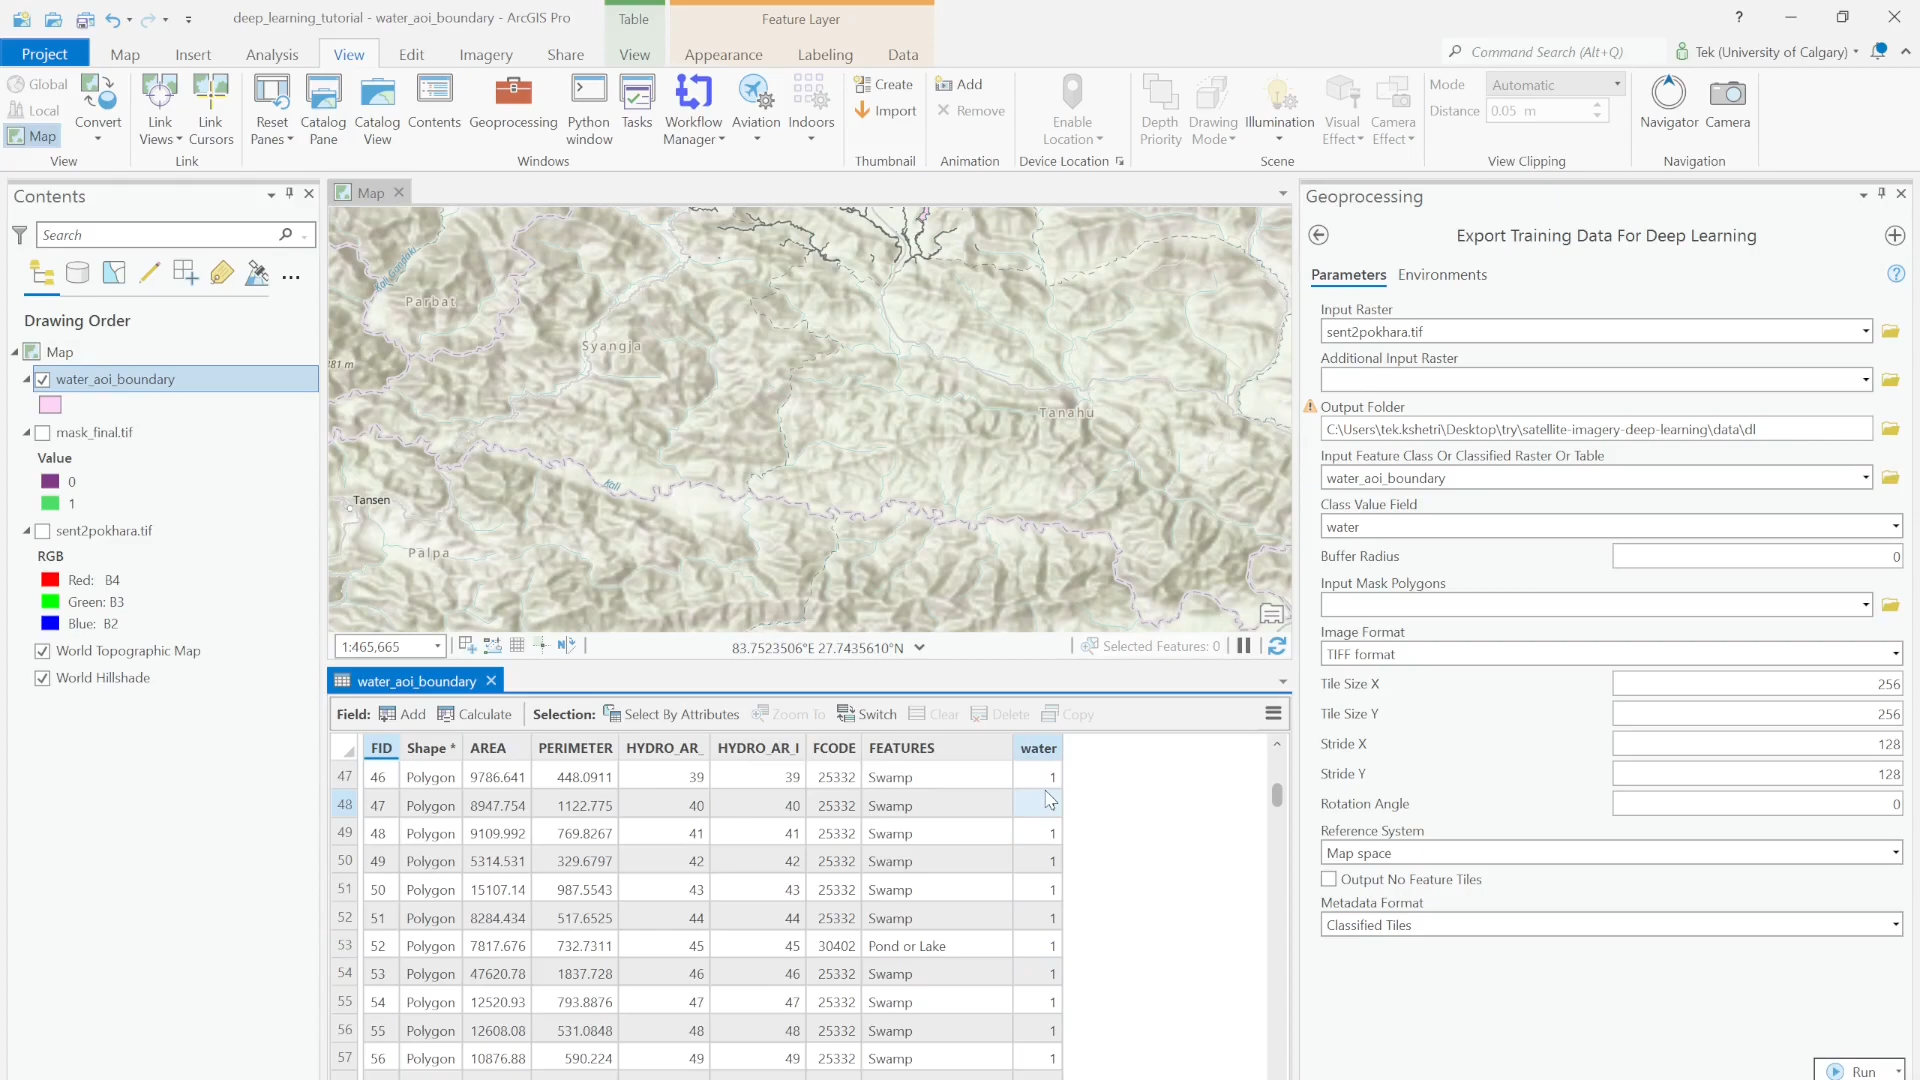 deep_learning_tutorial - water_aoi_boundary - ArcGIS Pro
Table
Feature Layer
?
Project
Map
Insert
Analysis
View
Edit
Imagery
Share
View
Appearance
Labeling
Data
Command Search (Alt+Q)
Tek (University of Calgary)
Global
Local
Map
Convert
View
Link Views
Link Cursors
Link
Reset Panes
Catalog Pane
Catalog View
Contents
Geoprocessing
Python window
Tasks
Workflow Manager
Aviation
Indoors
Windows
Create
Import
Thumbnail
Add
Remove
Animation
Enable Location
Device Location
Depth Priority
Drawing Mode
Illumination
Visual Effect
Camera Effect
Scene
Mode Automatic
Distance 0.05 m
View Clipping
Navigator
Camera
Navigation
Contents
Search
Drawing Order
Map
water_aoi_boundary
mask_final.tif
Value
0
1
sent2pokhara.tif
RGB
Red: B4
Green: B3
Blue: B2
World Topographic Map
World Hillshade
Map
Kali Gandaki
Parbat
Syangja
881 m
Tanahu
Kali
Tansen
Palpa
1:465,665
83.7523506°E 27.7435610°N
Selected Features: 0
water_aoi_boundary
Field: Add Calculate Selection: Select By Attributes Zoom To Switch Clear Delete Copy
FID Shape * AREA PERIMETER HYDRO_AR_ HYDRO_AR_I FCODE FEATURES water
47 46 Polygon 9786.641 448.0911 39 39 25332 Swamp 1
48 47 Polygon 8947.754 1122.775 40 40 25332 Swamp
49 48 Polygon 9109.992 769.8267 41 41 25332 Swamp 1
50 49 Polygon 5314.531 329.6797 42 42 25332 Swamp 1
51 50 Polygon 15107.14 987.5543 43 43 25332 Swamp 1
52 51 Polygon 8284.434 517.6525 44 44 25332 Swamp 1
53 52 Polygon 7817.676 732.7311 45 45 30402 Pond or Lake 1
54 53 Polygon 47620.78 1837.728 46 46 25332 Swamp 1
55 54 Polygon 12520.93 793.8876 47 47 25332 Swamp 1
56 55 Polygon 12608.08 531.0848 48 48 25332 Swamp 1
57 56 Polygon 10876.88 590.224 49 49 25332 Swamp 1
Geoprocessing
Export Training Data For Deep Learning
Parameters Environments
?
Input Raster
sent2pokhara.tif
Additional Input Raster
Output Folder
C:\Users\tek.kshetri\Desktop\try\satellite-imagery-deep-learning\data\dl
Input Feature Class Or Classified Raster Or Table
water_aoi_boundary
Class Value Field
water
Buffer Radius 0
Input Mask Polygons
Image Format
TIFF format
Tile Size X 256
Tile Size Y 256
Stride X 128
Stride Y 128
Rotation Angle 0
Reference System
Map space
Output No Feature Tiles
Metadata Format
Classified Tiles
Run